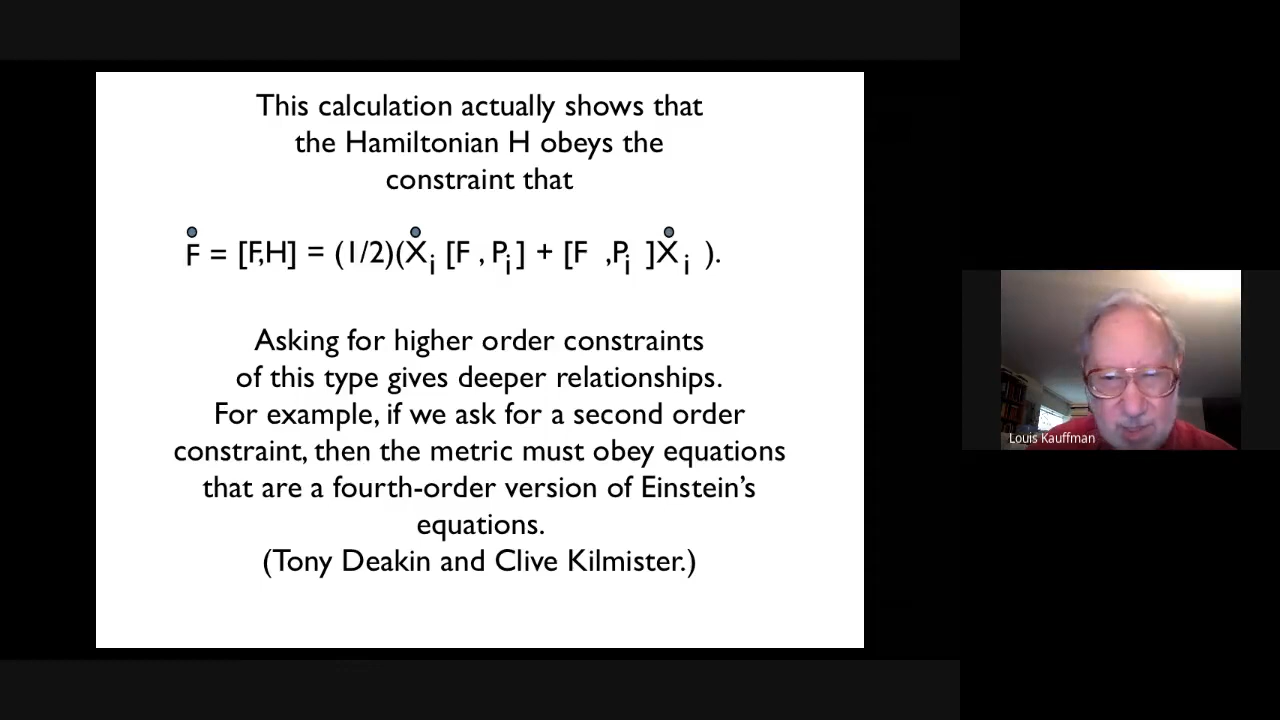 This calculation actually shows that
the Hamiltonian H obeys the
constraint that
Ḟ = [F,H] = (1/2)(Ẋᵢ [F , Pᵢ] + [F ,Pᵢ ]Ẋᵢ ).
Asking for higher order constraints
of this type gives deeper relationships.
For example, if we ask for a second order
constraint, then the metric must obey equations
that are a fourth-order version of Einstein’s
equations.
(Tony Deakin and Clive Kilmister.)
Louis Kauffman